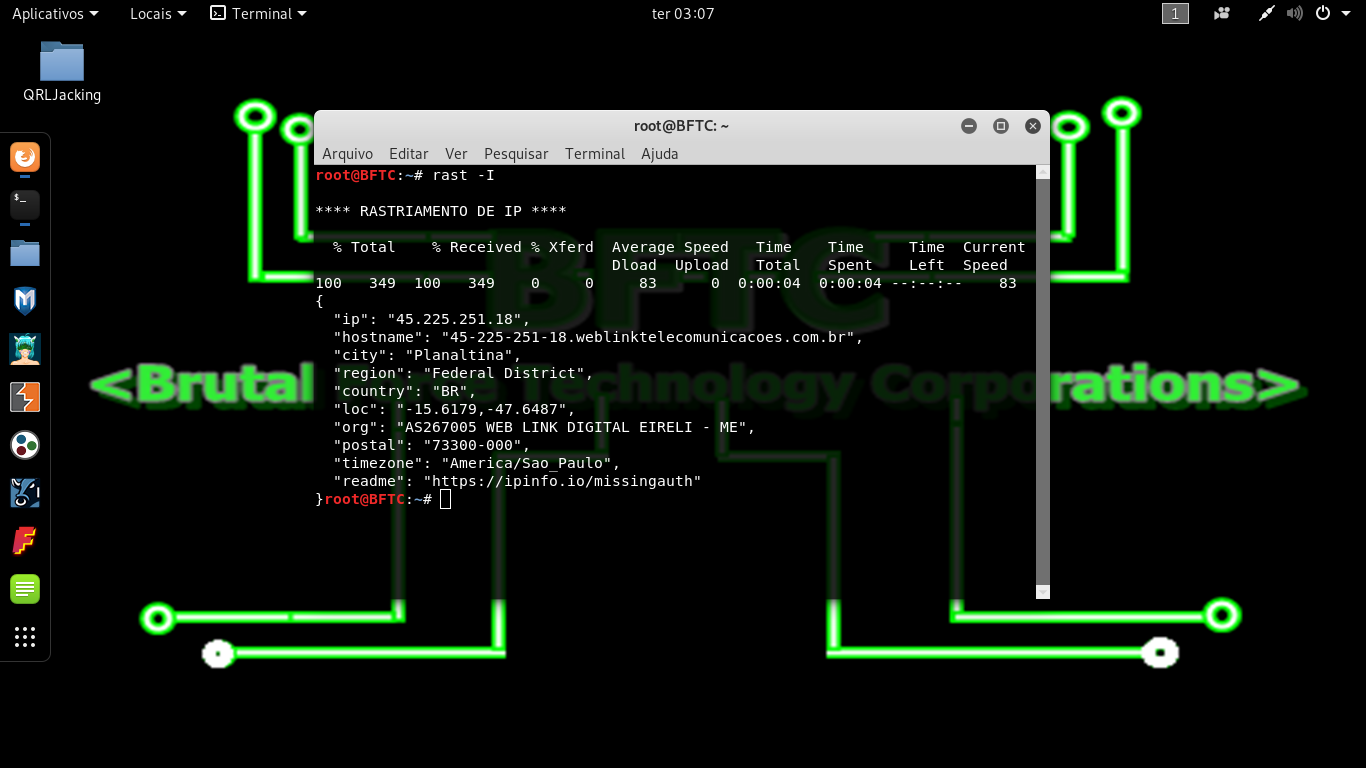 Aplicativos Locais Terminal ter 03:07 1
QRLJacking
root@BFTC: ~
Arquivo Editar Ver Pesquisar Terminal Ajuda
root@BFTC:~# rast -I
**** RASTRIAMENTO DE IP ****
% Total % Received % Xferd Average Speed Time Time Time Current
Dload Upload Total Spent Left Speed
100 349 100 349 0 0 83 0 0:00:04 0:00:04 --:--:-- 83
{
"ip": "45.225.251.18",
"hostname": "45-225-251-18.weblinktelecomunicacoes.com.br",
"city": "Planaltina",
"region": "Federal District",
"country": "BR",
"loc": "-15.6179,-47.6487",
"org": "AS267005 WEB LINK DIGITAL EIRELI - ME",
"postal": "73300-000",
"timezone": "America/Sao_Paulo",
"readme": "https://ipinfo.io/missingauth"
}root@BFTC:~#
BFTC
<Brutal Technology Corporations>